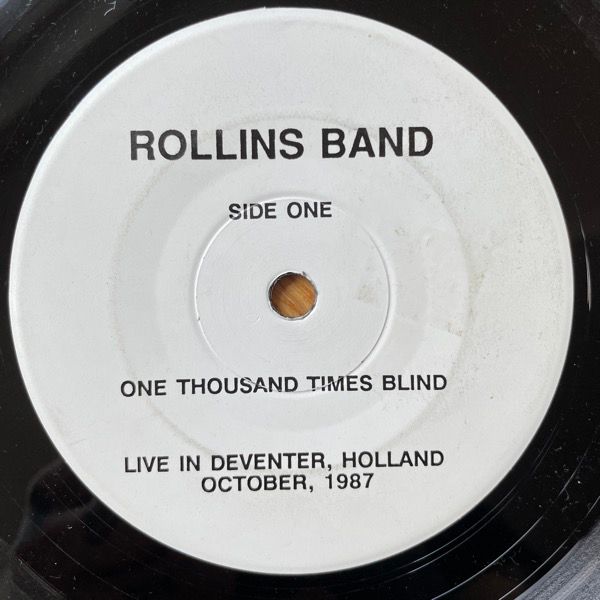 ROLLINS BAND
SIDE ONE
ONE THOUSAND TIMES BLIND
LIVE IN DEVENTER, HOLLAND
OCTOBER, 1987